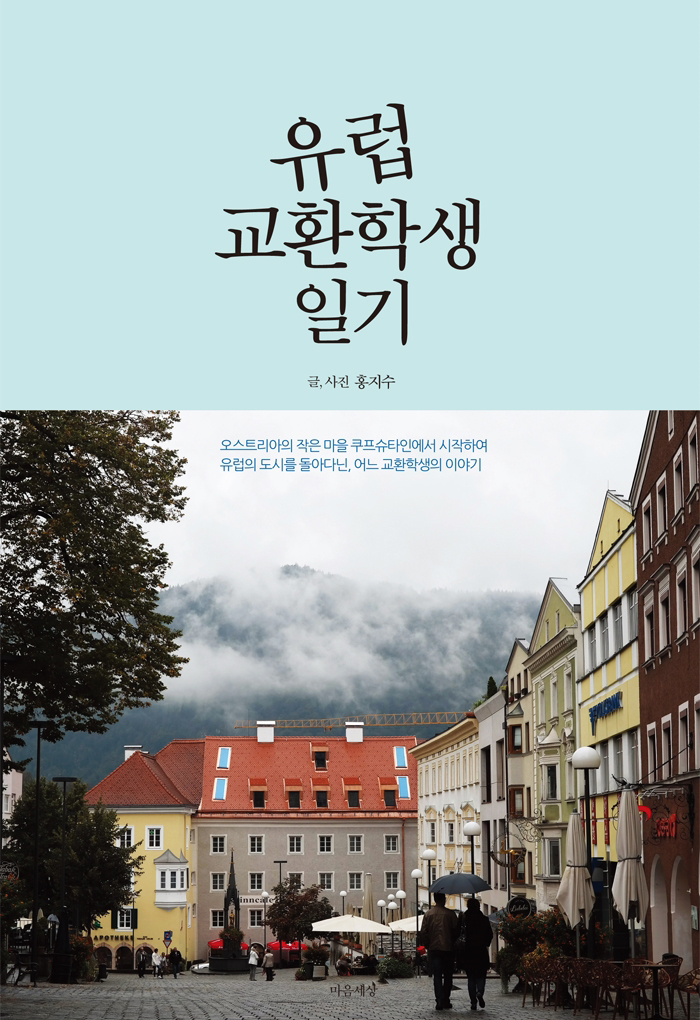 유럽
교환학생
일기
글, 사진 홍지수
오스트리아의 작은 마을 쿠프슈타인에서 시작하여
유럽의 도시를 돌아다닌, 어느 교환학생의 이야기
inncafe
APOTHEKE
마음세상